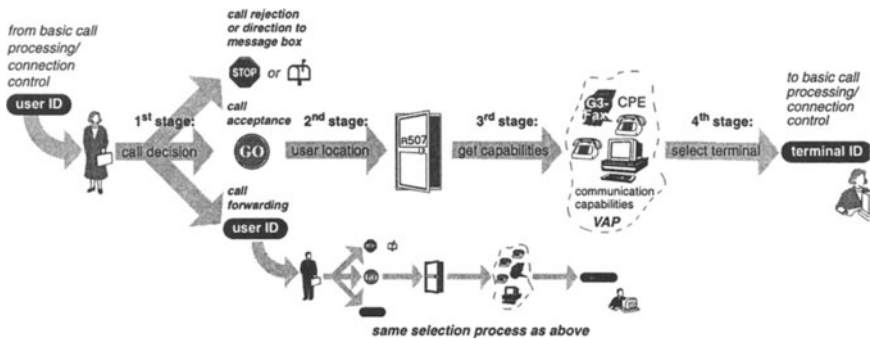 from basic call
processing/
connection
control
user ID
1st stage:
call decision
call rejection
or direction to
message box
STOP or
call
acceptance
GO
call
forwarding
user ID
2nd stage:
user location
R507
3rd stage:
get capabilities
G3-
Fax
CPE
communication
capabilities
VAP
4th stage:
select terminal
to basic call
processing/
connection
control
terminal ID
GO
same selection process as above